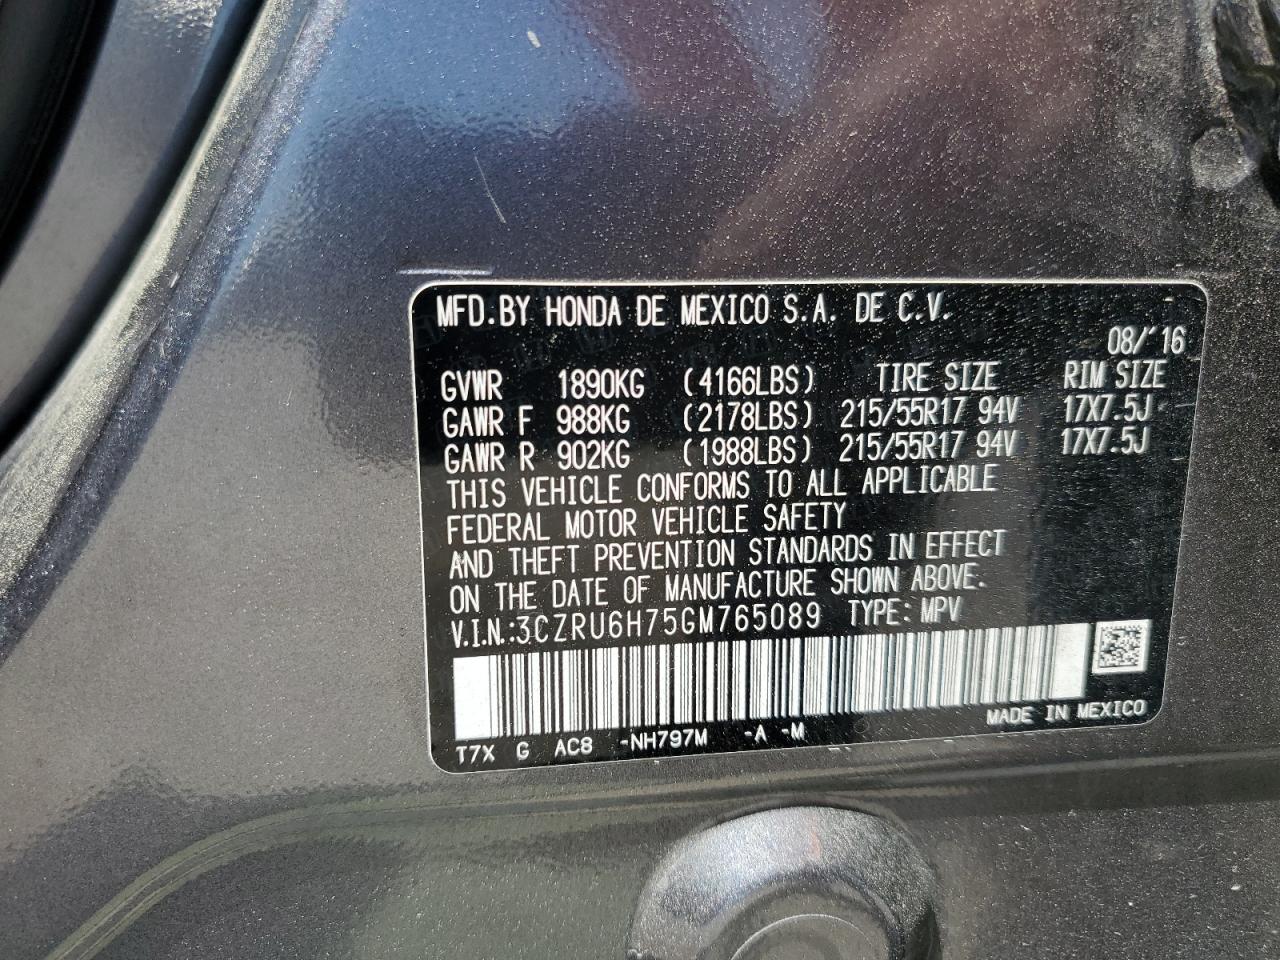 MFD.BY HONDA DE MEXICO S.A. DE C.V.
08/'16
GVWR 1890KG (4166LBS) TIRE SIZE RIM SIZE
GAWR F 988KG (2178LBS) 215/55R17 94V 17X7.5J
GAWR R 902KG (1988LBS) 215/55R17 94V 17X7.5J
THIS VEHICLE CONFORMS TO ALL APPLICABLE
FEDERAL MOTOR VEHICLE SAFETY
AND THEFT PREVENTION STANDARDS IN EFFECT
ON THE DATE OF MANUFACTURE SHOWN ABOVE.
V.I.N.:3CZRU6H75GM765089 TYPE: MPV
MADE IN MEXICO
T7X G AC8 -NH797M -A -M